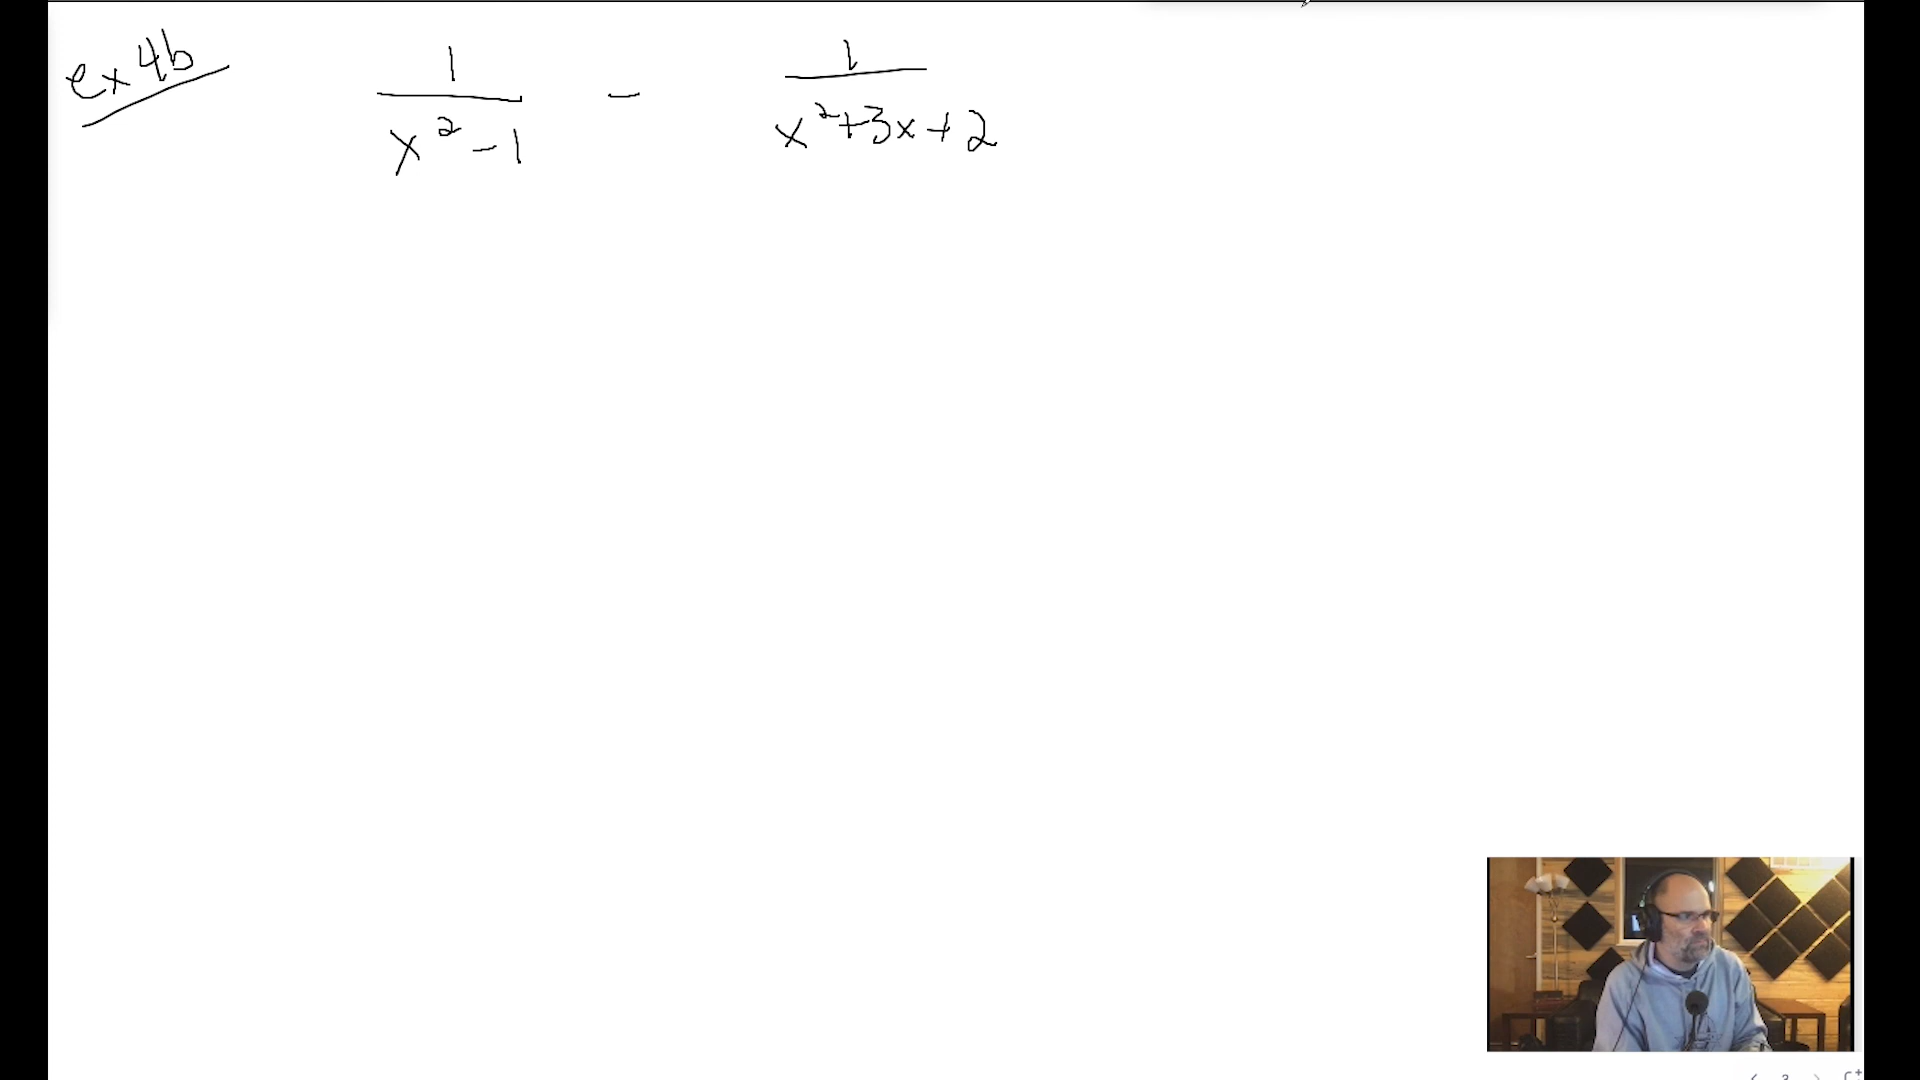 ex 4b
1/(x²-1) - 1/(x²+3x+2)